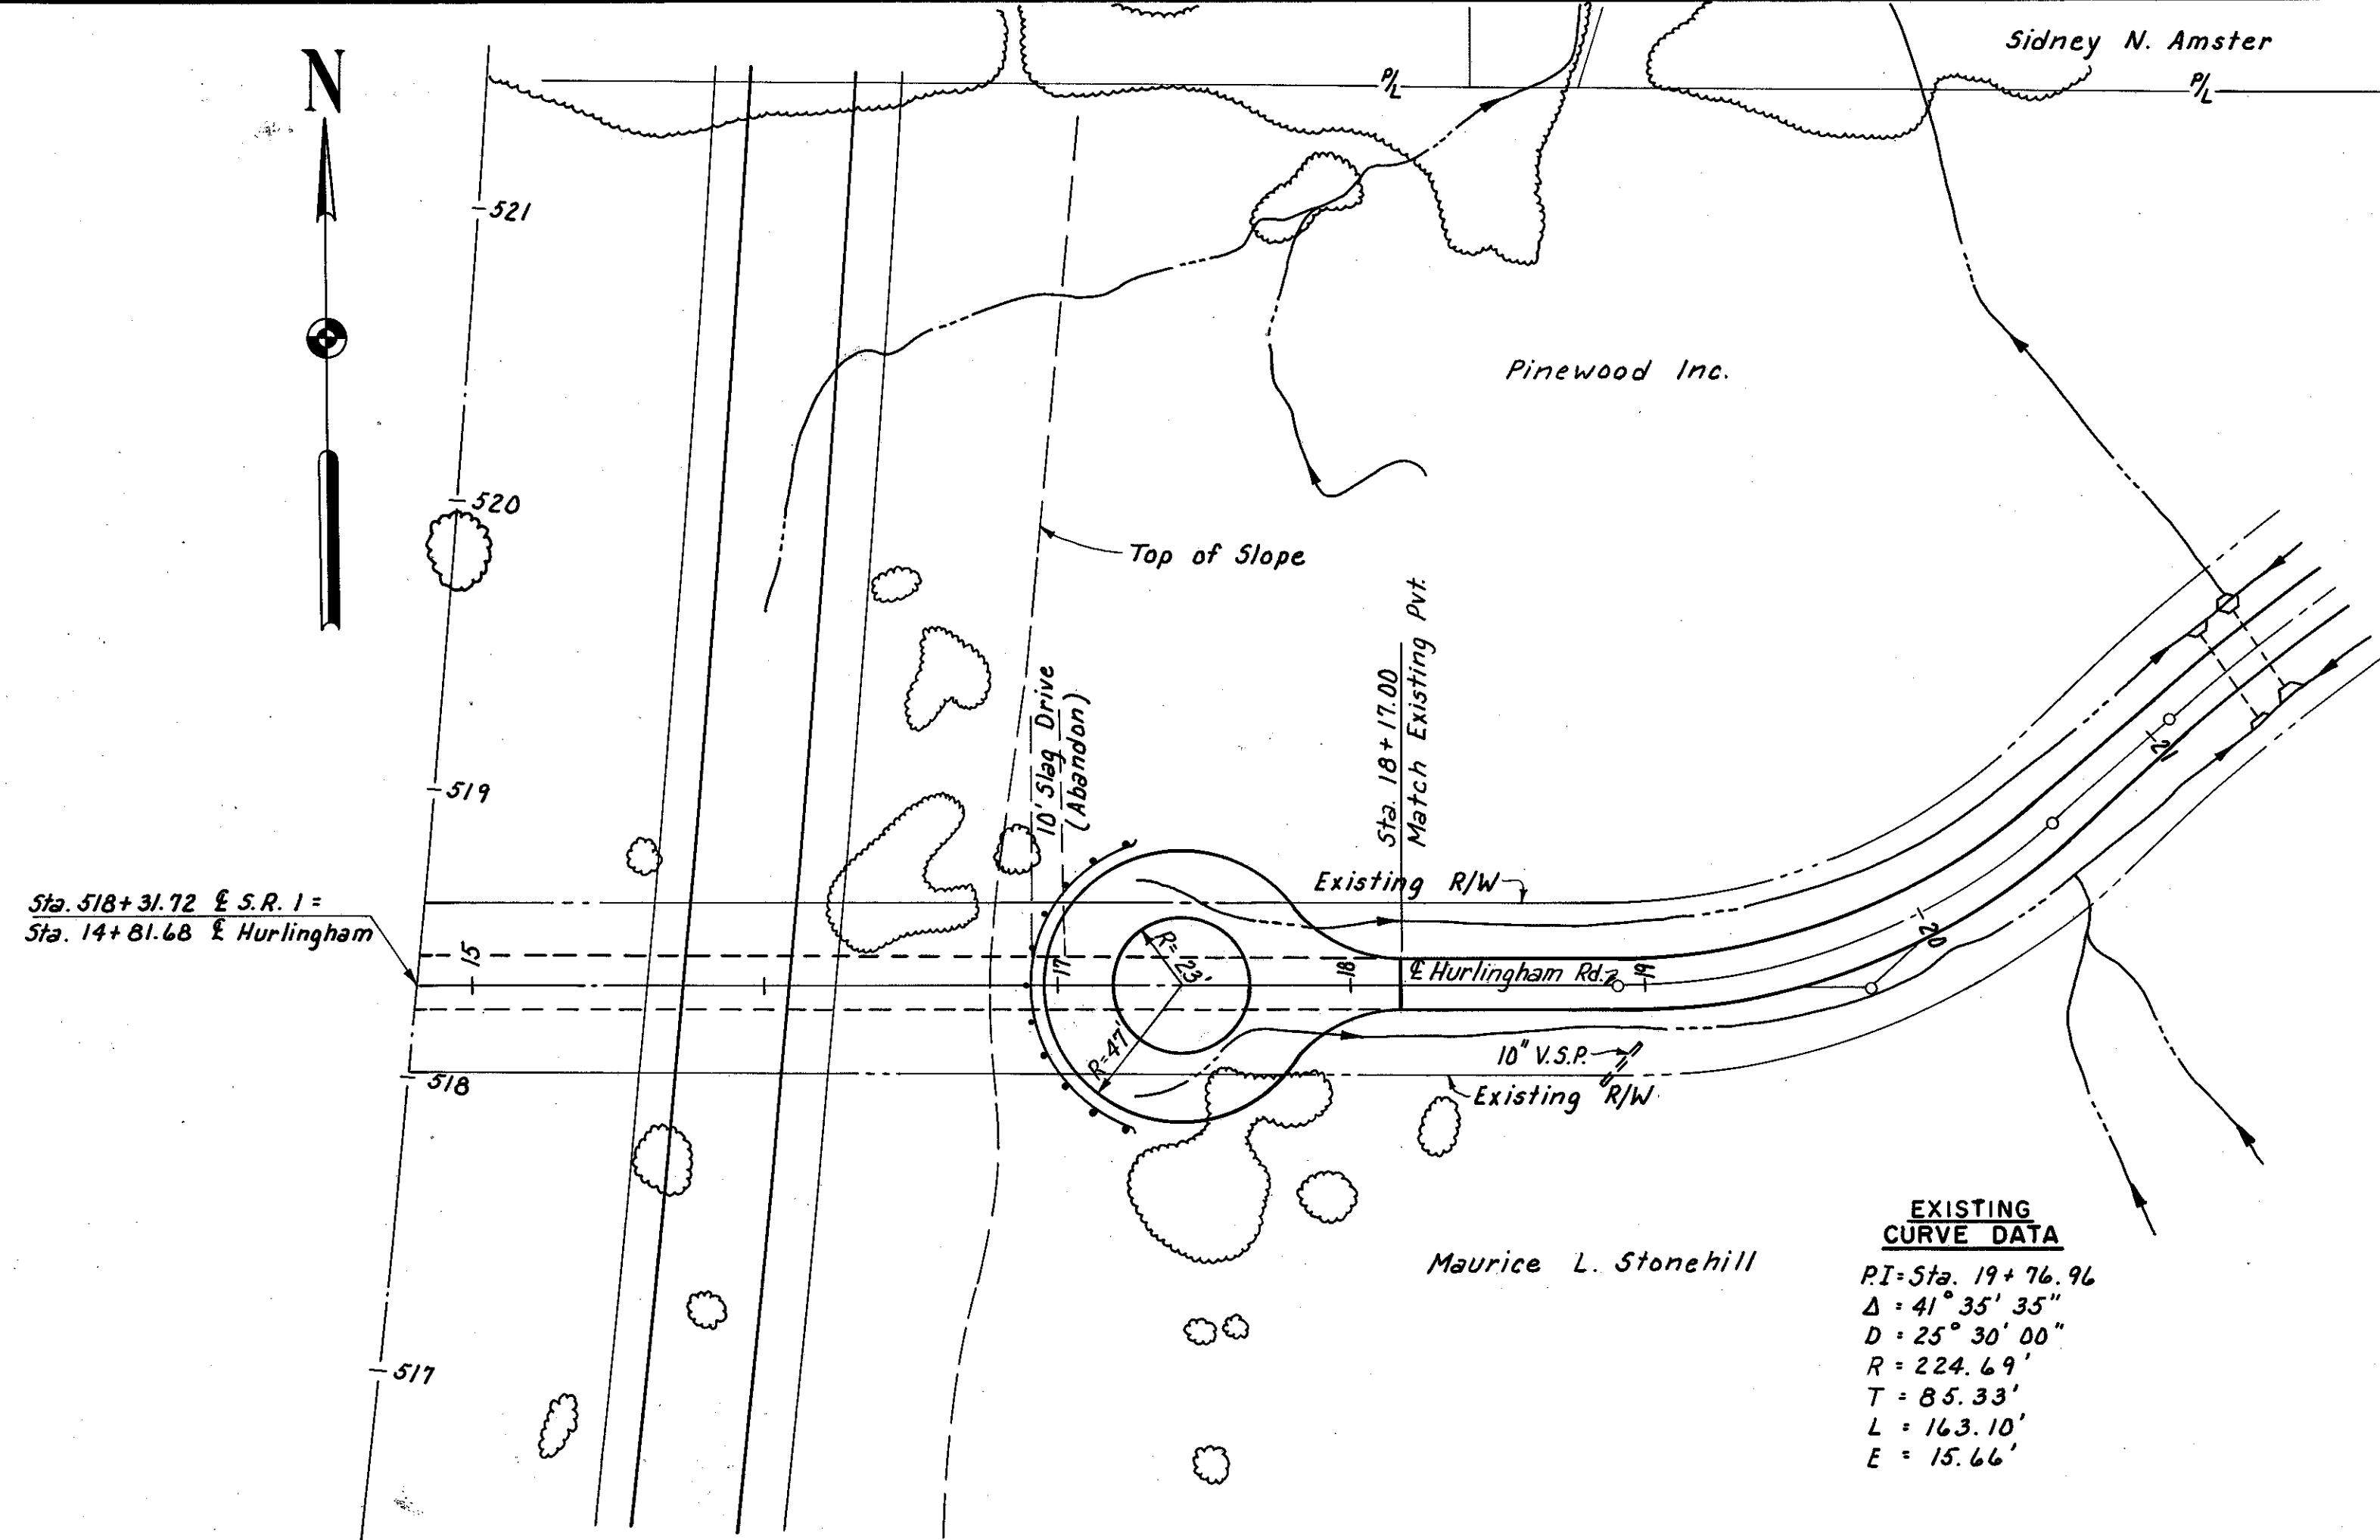 N
Sidney N. Amster
P/L
P/L
521
Pinewood Inc.
520
Top of Slope
519
10' Slag Drive
(Abandon)
Sta. 18+17.00
Match Existing Pvt.
21
Existing R/W
Sta. 518+31.72 ℄ S.R. 1 =
Sta. 14+81.68 ℄ Hurlingham
15
17
R=23'
18
℄ Hurlingham Rd.
19
20
R=47'
10" V.S.P.
518
Existing R/W
Maurice L. Stonehill
517
EXISTING
CURVE DATA
P.I = Sta. 19+76.96
Δ = 41° 35' 35"
D = 25° 30' 00"
R = 224.69'
T = 85.33'
L = 163.10'
E = 15.66'